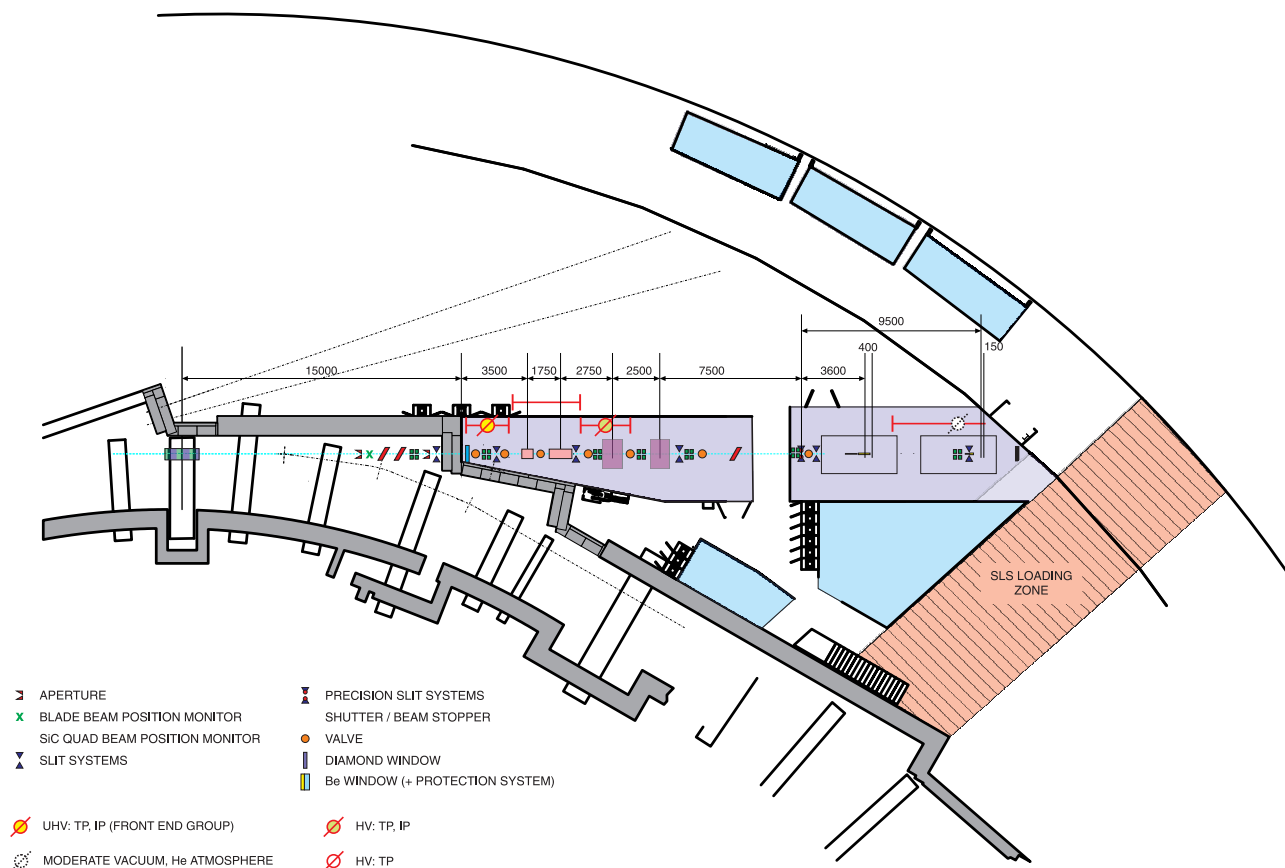 9500
400
150
15000
3500
1750
2750
2500
7500
3600
SLS LOADING
ZONE
APERTURE
BLADE BEAM POSITION MONITOR
SiC QUAD BEAM POSITION MONITOR
SLIT SYSTEMS
PRECISION SLIT SYSTEMS
SHUTTER / BEAM STOPPER
VALVE
DIAMOND WINDOW
Be WINDOW (+ PROTECTION SYSTEM)
UHV: TP, IP (FRONT END GROUP)
HV: TP, IP
MODERATE VACUUM, He ATMOSPHERE
HV: TP